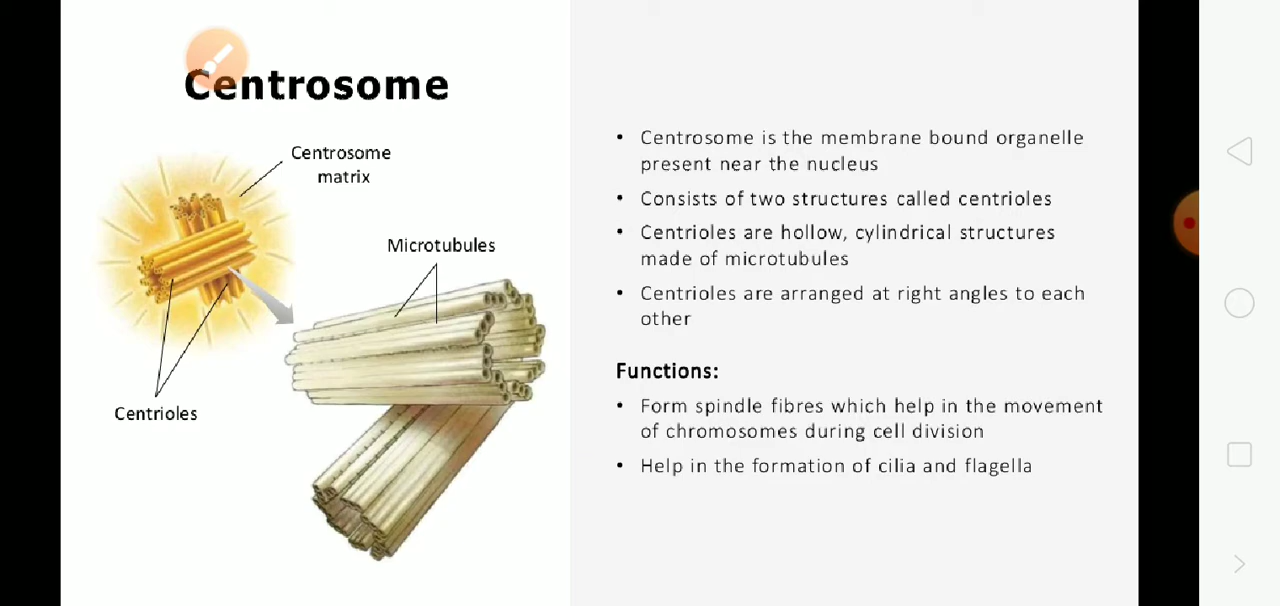 Centrosome
Centrosome
matrix
Microtubules
Centrioles
• Centrosome is the membrane bound organelle
present near the nucleus
• Consists of two structures called centrioles
• Centrioles are hollow, cylindrical structures
made of microtubules
• Centrioles are arranged at right angles to each
other
Functions:
• Form spindle fibres which help in the movement
of chromosomes during cell division
• Help in the formation of cilia and flagella